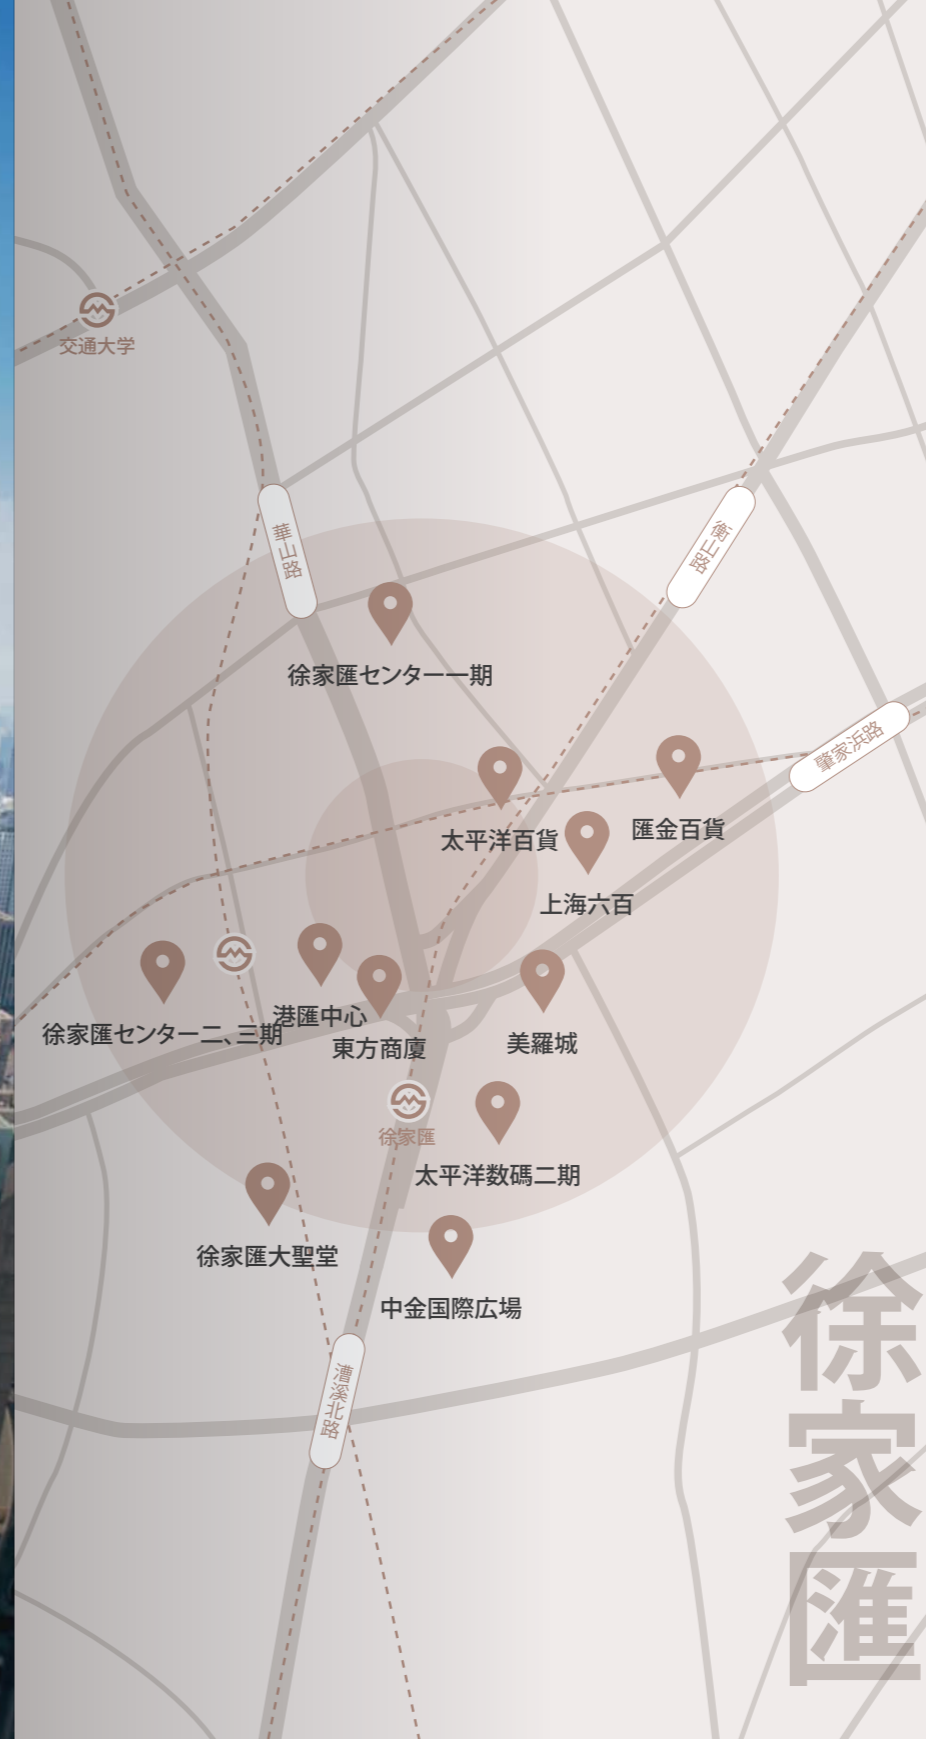 交通大学
華山路
衡山路
徐家匯センター一期
肇家浜路
太平洋百貨
匯金百貨
上海六百
港匯中心
徐家匯センター二、三期
東方商廈
美羅城
徐家匯
太平洋数碼二期
徐家匯大聖堂
中金国際広場
漕溪北路
徐家匯